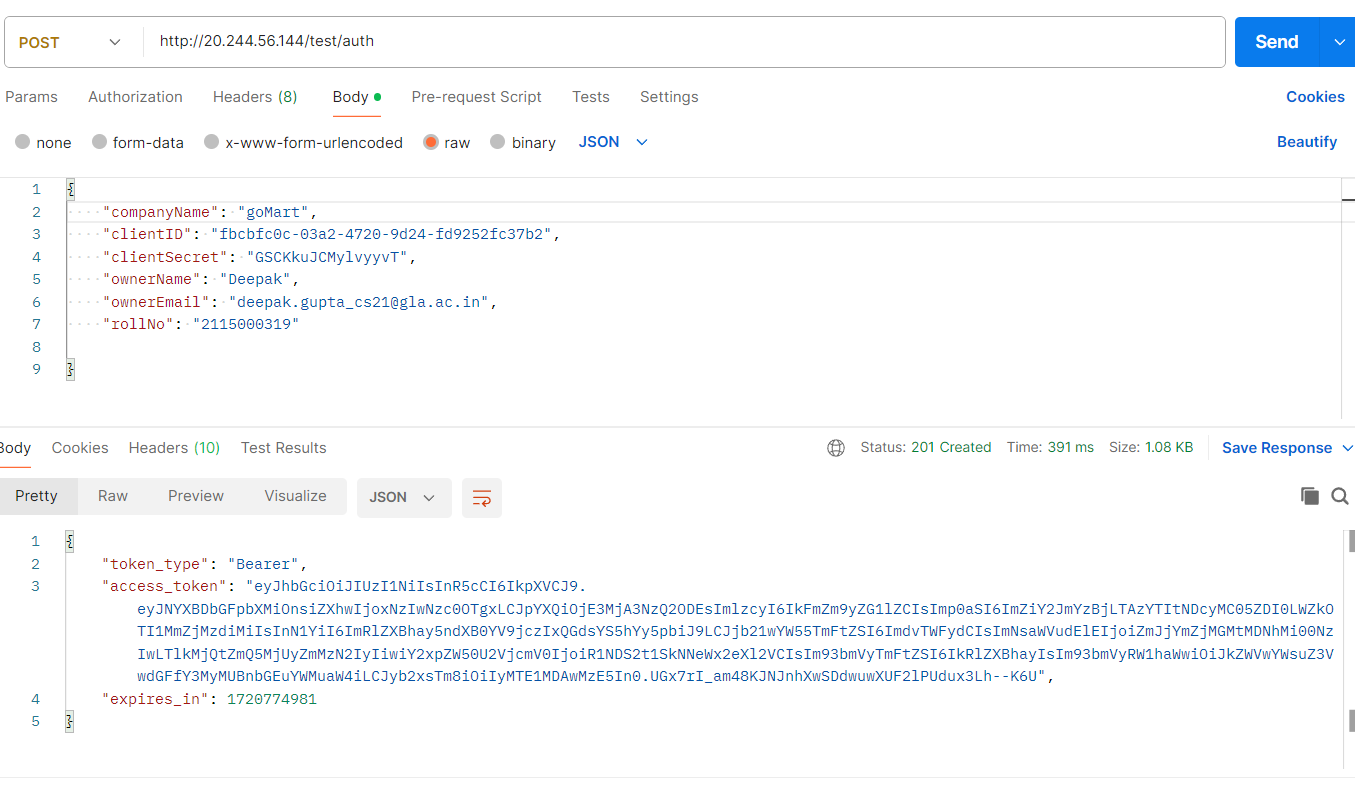 POST http://20.244.56.144/test/auth Send
Params Authorization Headers (8) Body Pre-request Script Tests Settings Cookies
none form-data x-www-form-urlencoded raw binary JSON Beautify
1 {
2 "companyName": "goMart",
3 "clientID": "fbcbfc0c-03a2-4720-9d24-fd9252fc37b2",
4 "clientSecret": "GSCKkuJCMylvyyvT",
5 "ownerName": "Deepak",
6 "ownerEmail": "deepak.gupta_cs21@gla.ac.in",
7 "rollNo": "2115000319"
8
9 }
Body Cookies Headers (10) Test Results Status: 201 Created Time: 391 ms Size: 1.08 KB Save Response
Pretty Raw Preview Visualize JSON
1 {
2 "token_type": "Bearer",
3 "access_token": "eyJhbGciOiJIUzI1NiIsInR5cCI6IkpXVCJ9.
eyJNYXBDbGFpbXMiOnsiZXhwIjoxNzIwNzc0OTgxLCJpYXQiOjE3MjA3NzQ2ODEsImlzcyI6IkFmZm9yZG1lZCIsImp0aSI6ImZiY2JmYzBjLTAzYTItNDcyMC05ZDI0LWZkO
TI1MmZjMzdiMiIsInN1YiI6ImRlZXBhay5ndXB0YV9jczIxQGdsYS5hYy5pbiJ9LCJjb21wYW55TmFtZSI6ImdvTWFydCIsImNsaWVudElEIjoiZmJjYmZjMGMtMDNhMi00Nz
IwLTlkMjQtZmQ5MjUyZmMzN2IyIiwiY2xpZW50U2VjcmV0IjoiR1NDS2t1SkNNeWx2eXl2VCIsIm93bmVyTmFtZSI6IkRlZXBhayIsIm93bmVyRW1haWwiOiJkZWVwYWsuZ3V
wdGFfY3MyMUBnbGEuYWMuaW4iLCJyb2xsTm8iOiIyMTE1MDAwMzE5In0.UGx7rI_am48KJNJnhXwSDdwuwXUF2lPUdux3Lh--K6U",
4 "expires_in": 1720774981
5 }